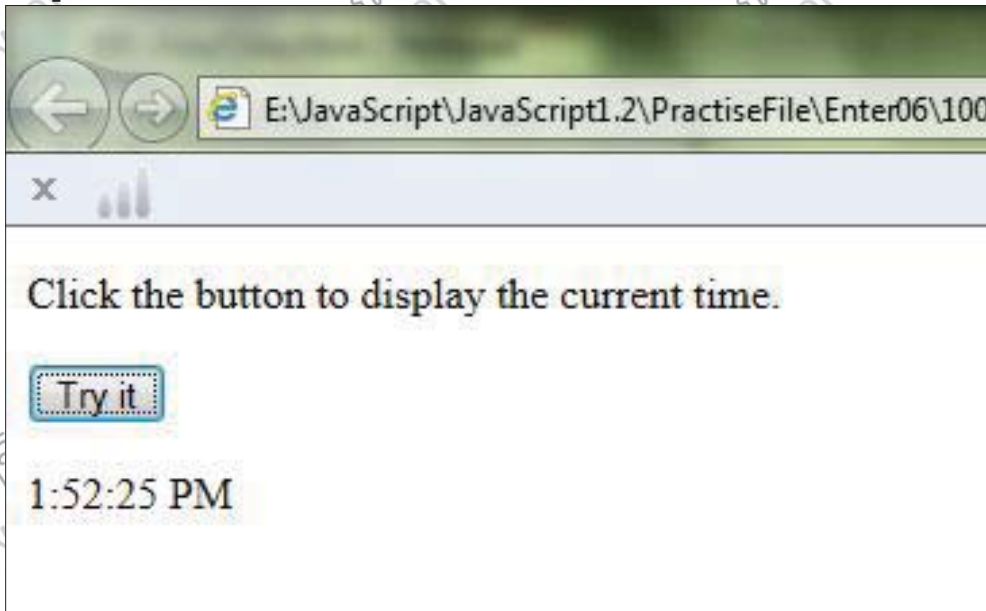 E:\JavaScript\JavaScript1.2\PractiseFile\Enter06\100
x
Click the button to display the current time.
Try it
1:52:25 PM